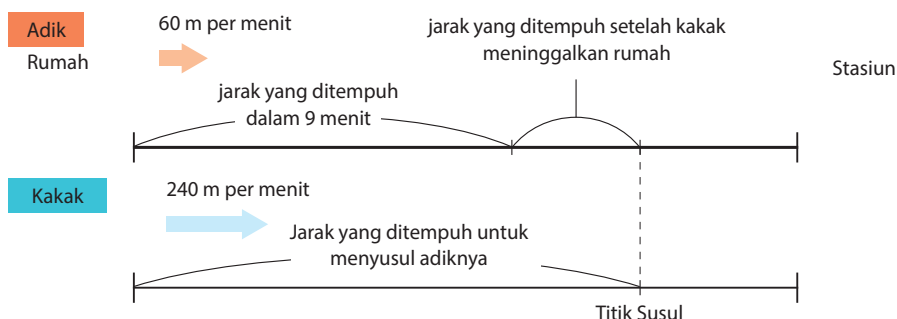 Adik
60 m per menit
Rumah
jarak yang ditempuh setelah kakak
meninggalkan rumah
Stasiun
jarak yang ditempuh
dalam 9 menit
Kakak
240 m per menit
Jarak yang ditempuh untuk
menyusul adiknya
Titik Susul